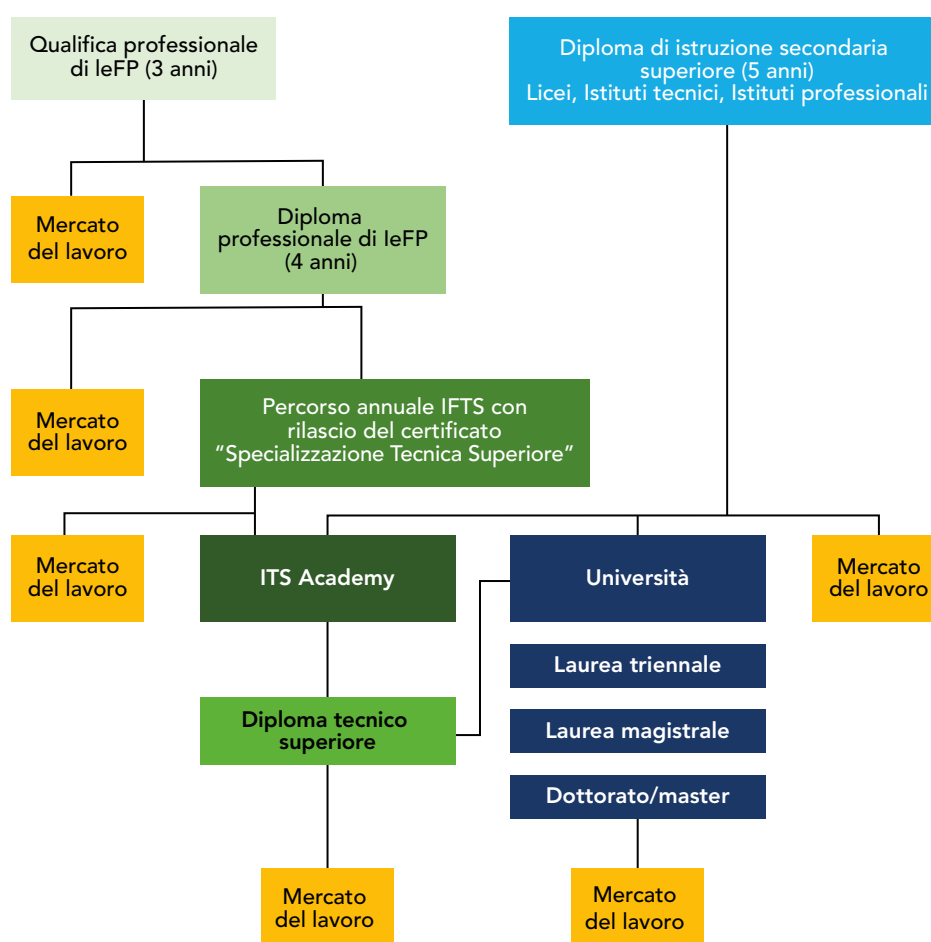 Qualifica professionale
di IeFP (3 anni)
Diploma di istruzione secondaria
superiore (5 anni)
Licei, Istituti tecnici, Istituti professionali
Mercato
del lavoro
Diploma
professionale di IeFP
(4 anni)
Mercato
del lavoro
Percorso annuale IFTS con
rilascio del certificato
“Specializzazione Tecnica Superiore”
Mercato
del lavoro
ITS Academy
Università
Mercato
del lavoro
Laurea triennale
Diploma tecnico
superiore
Laurea magistrale
Dottorato/master
Mercato
del lavoro
Mercato
del lavoro